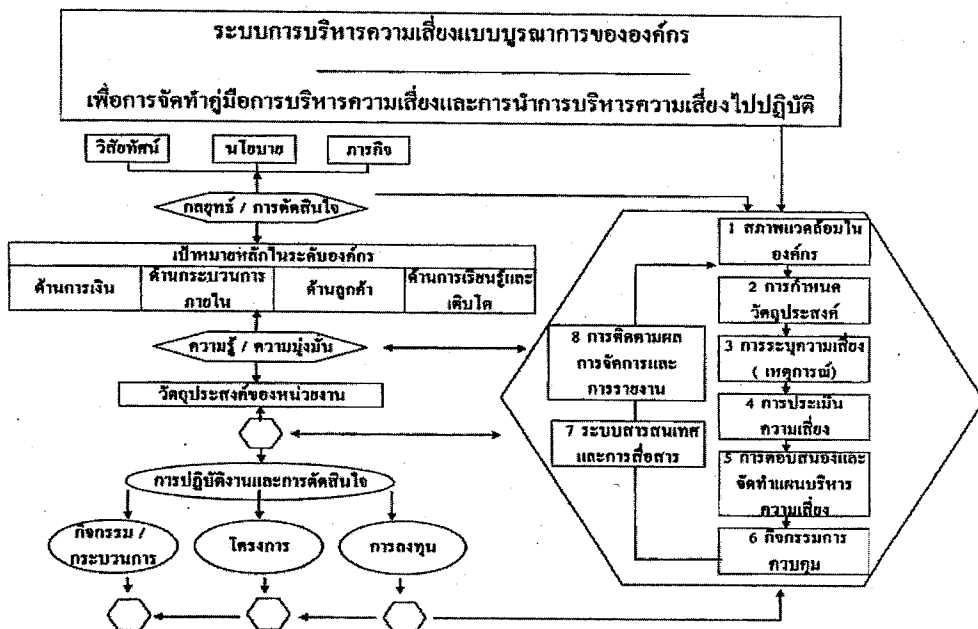 ระบบการบริหารความเสี่ยงแบบบูรณาการขององค์กร
เพื่อการจัดทำคู่มือการบริหารความเสี่ยงและการนำการบริหารความเสี่ยงไปปฏิบัติ
วิสัยทัศน์
นโยบาย
ภารกิจ
กลยุทธ์ / การตัดสินใจ
เป้าหมายหลักในระดับองค์กร
ด้านการเงิน
ด้านกระบวนการ
ภายใน
ด้านลูกค้า
ด้านการเรียนรู้และ
เติบโต
ความรู้ / ความมุ่งมั่น
วัตถุประสงค์ของหน่วยงาน
การปฏิบัติงานและการตัดสินใจ
กิจกรรม /
กระบวนการ
โครงการ
การลงทุน
1 สภาพแวดล้อมใน
องค์กร
2 การกำหนด
วัตถุประสงค์
3 การระบุความเสี่ยง
( เหตุการณ์)
4 การประเมิน
ความเสี่ยง
5 การตอบสนองและ
จัดทำแผนบริหาร
ความเสี่ยง
6 กิจกรรมการ
ควบคุม
7 ระบบสารสนเทศ
และการสื่อสาร
8 การติดตามผล
การจัดการและ
การรายงาน